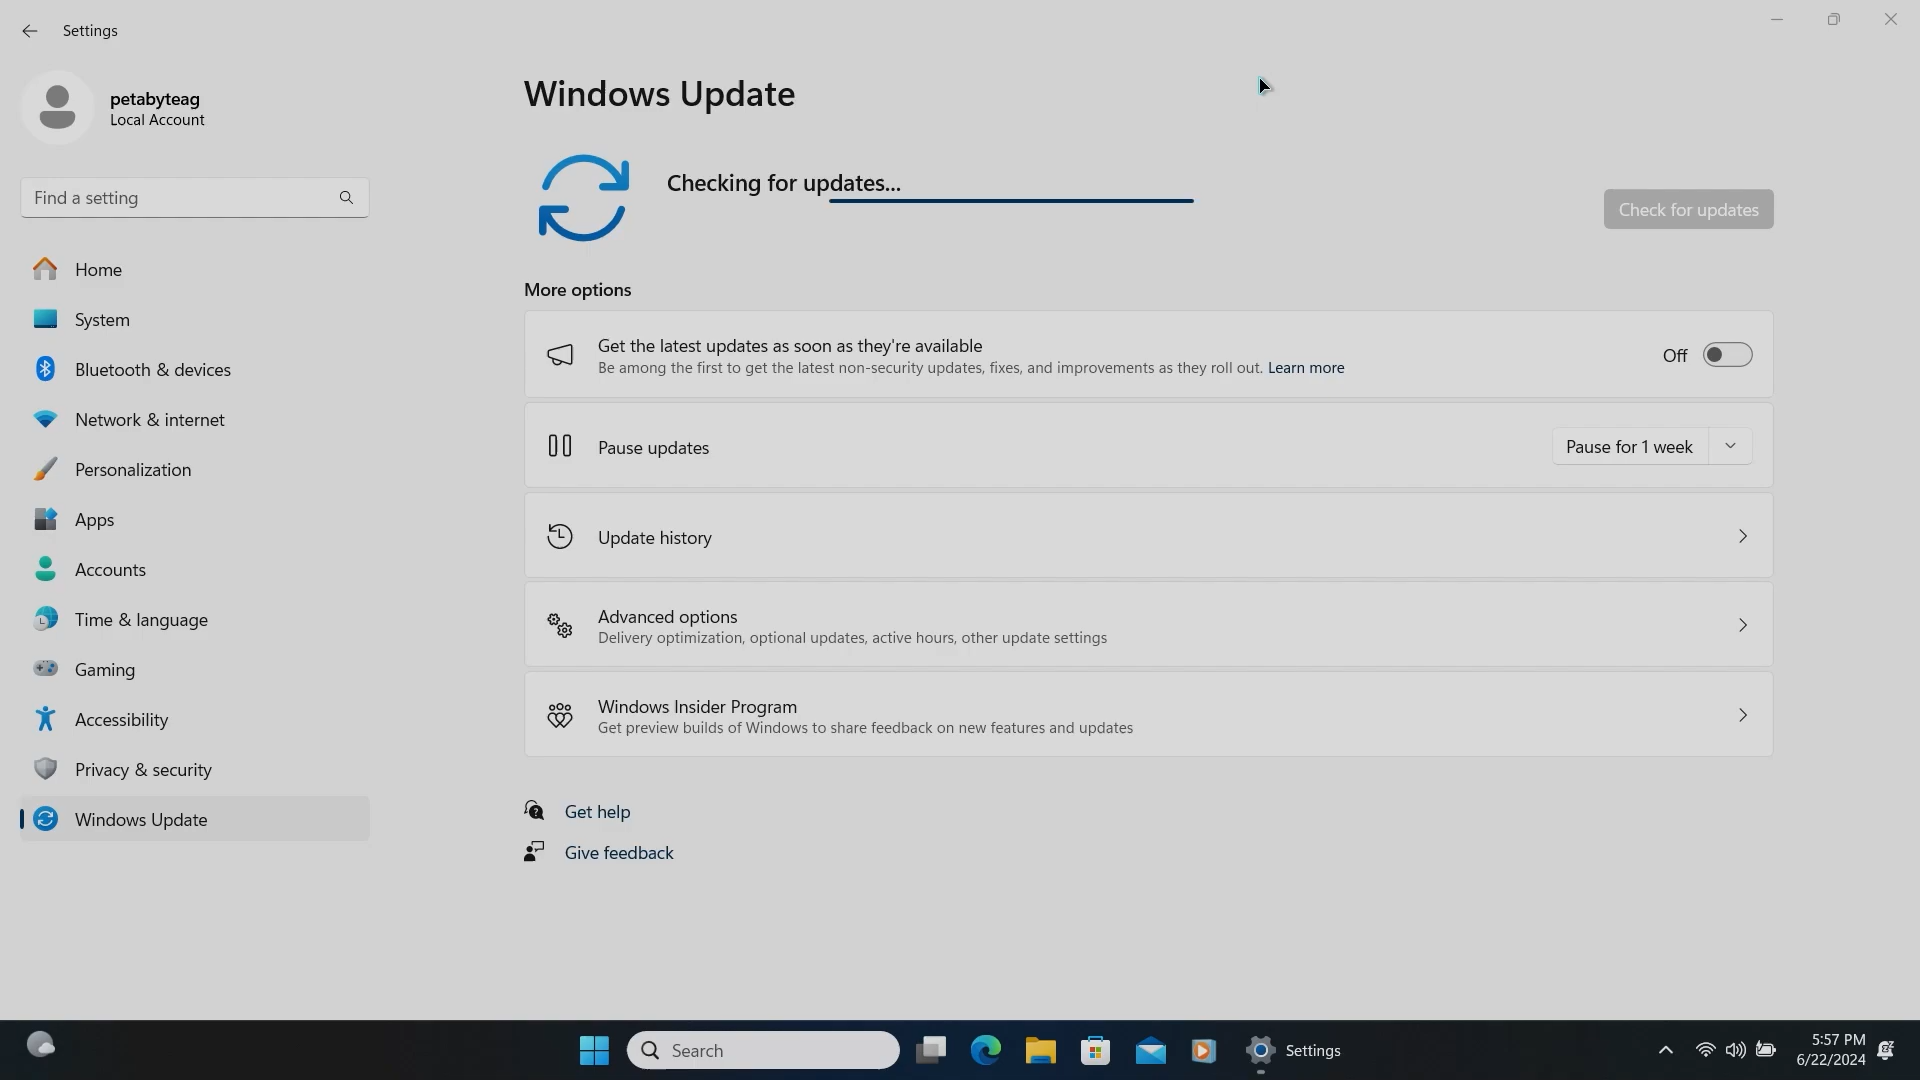 Settings
petabyteag
Local Account
Find a setting
Home
System
Bluetooth & devices
Network & internet
Personalization
Apps
Accounts
Time & language
Gaming
Accessibility
Privacy & security
Windows Update
Windows Update
Checking for updates...
Check for updates
More options
Get the latest updates as soon as they're available
Be among the first to get the latest non-security updates, fixes, and improvements as they roll out. Learn more
Off
Pause updates
Pause for 1 week
Update history
Advanced options
Delivery optimization, optional updates, active hours, other update settings
Windows Insider Program
Get preview builds of Windows to share feedback on new features and updates
Get help
Give feedback
Search
Settings
5:57 PM
6/22/2024